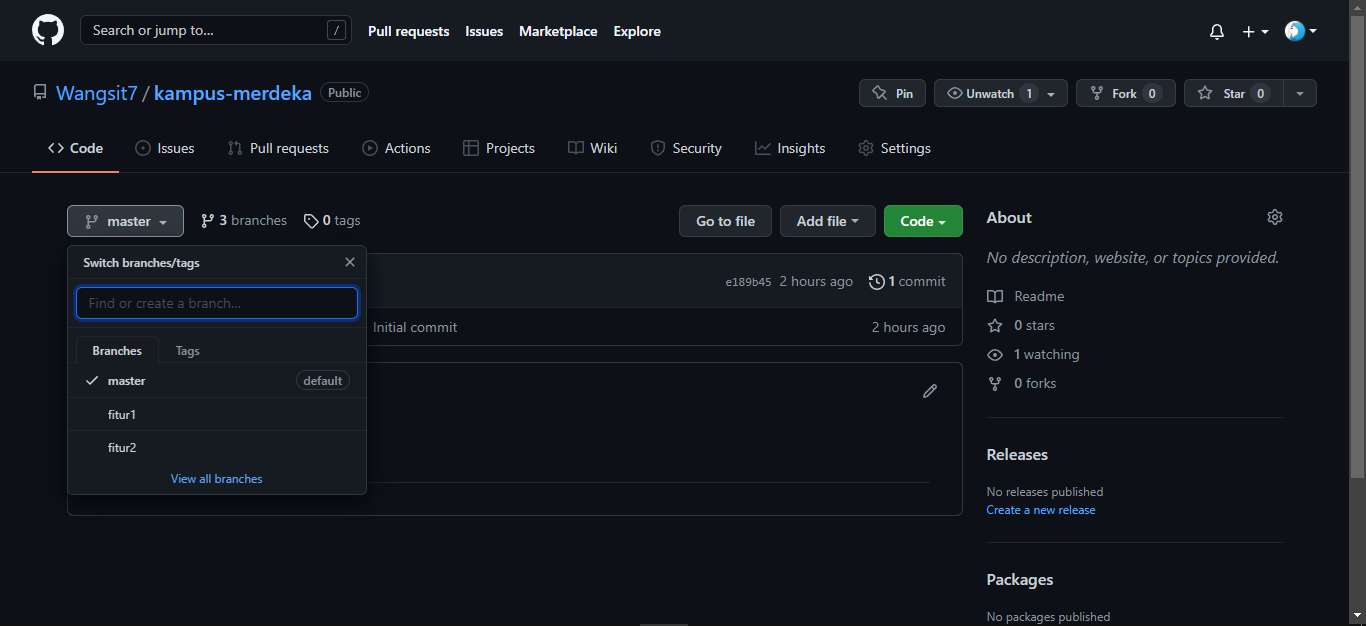 Search or jump to... / Pull requests Issues Marketplace Explore
Wangsit7 / kampus-merdeka Public Pin Unwatch 1 Fork 0 Star 0
Code Issues Pull requests Actions Projects Wiki Security Insights Settings
master 3 branches 0 tags Go to file Add file Code
Switch branches/tags
Find or create a branch...
Branches Tags
master default
fitur1
fitur2
View all branches
e189b45 2 hours ago 1 commit
Initial commit 2 hours ago
About
No description, website, or topics provided.
Readme
0 stars
1 watching
0 forks
Releases
No releases published
Create a new release
Packages
No packages published